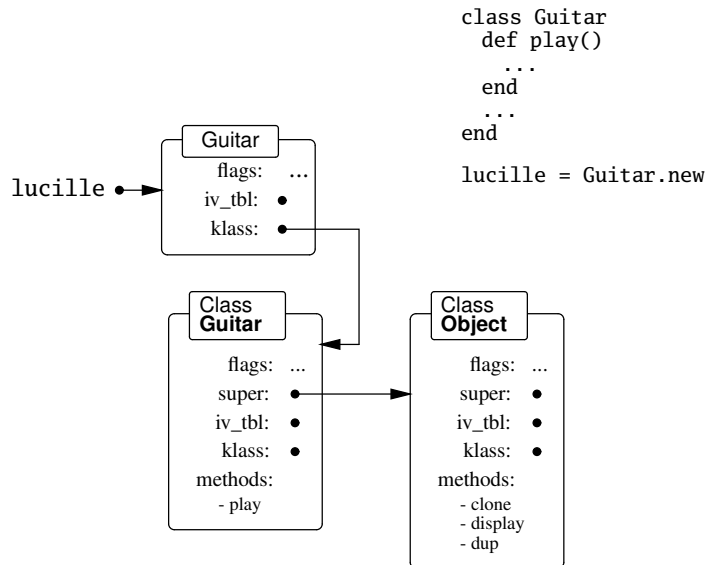 class Guitar
def play()
...
end
...
end
lucille = Guitar.new
lucille
Guitar
flags: ...
iv_tbl:
klass:
Class
Guitar
flags: ...
super:
iv_tbl:
klass:
methods:
- play
Class
Object
flags: ...
super:
iv_tbl:
klass:
methods:
- clone
- display
- dup